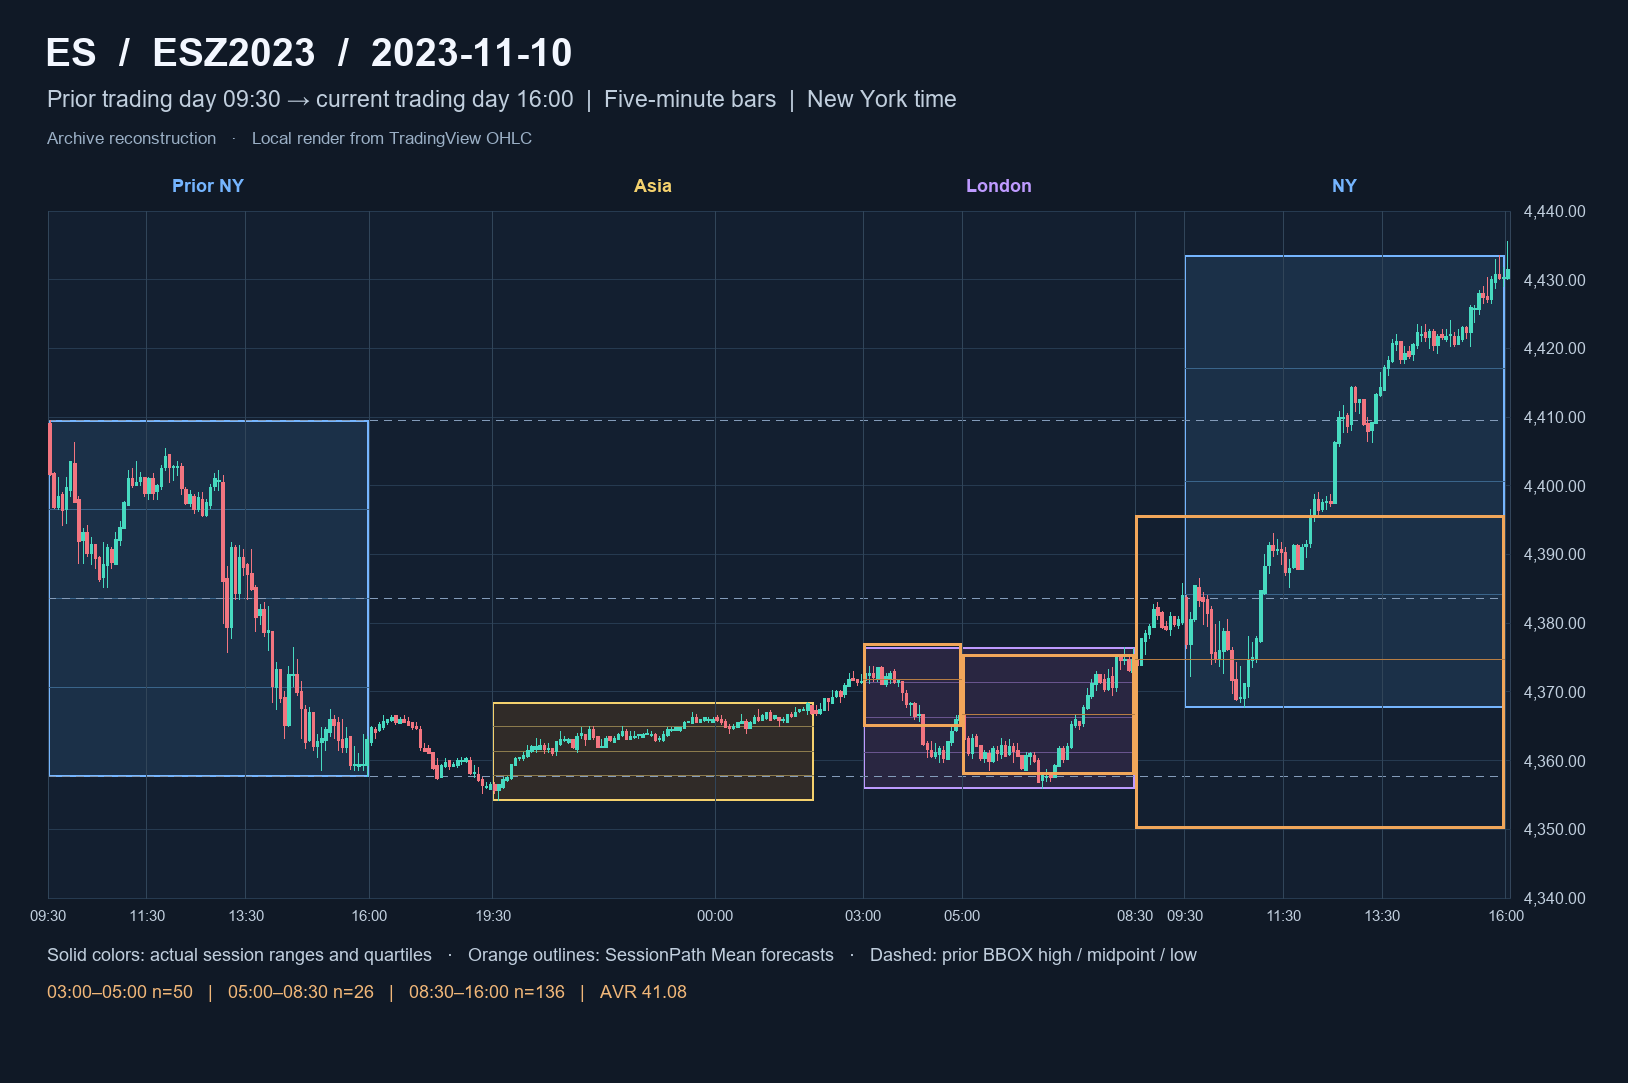 ES / ESZ2023 / 2023-11-10
Prior trading day 09:30 → current trading day 16:00 | Five-minute bars | New York time
Archive reconstruction · Local render from TradingView OHLC
Prior NY Asia London NY
4,440.00
4,430.00
4,420.00
4,410.00
4,400.00
4,390.00
4,380.00
4,370.00
4,360.00
4,350.00
4,340.00
09:30 11:30 13:30 16:00 19:30 00:00 03:00 05:00 08:30 09:30 11:30 13:30 16:00
Solid colors: actual session ranges and quartiles · Orange outlines: SessionPath Mean forecasts · Dashed: prior BBOX high / midpoint / low
03:00–05:00 n=50 | 05:00–08:30 n=26 | 08:30–16:00 n=136 | AVR 41.08